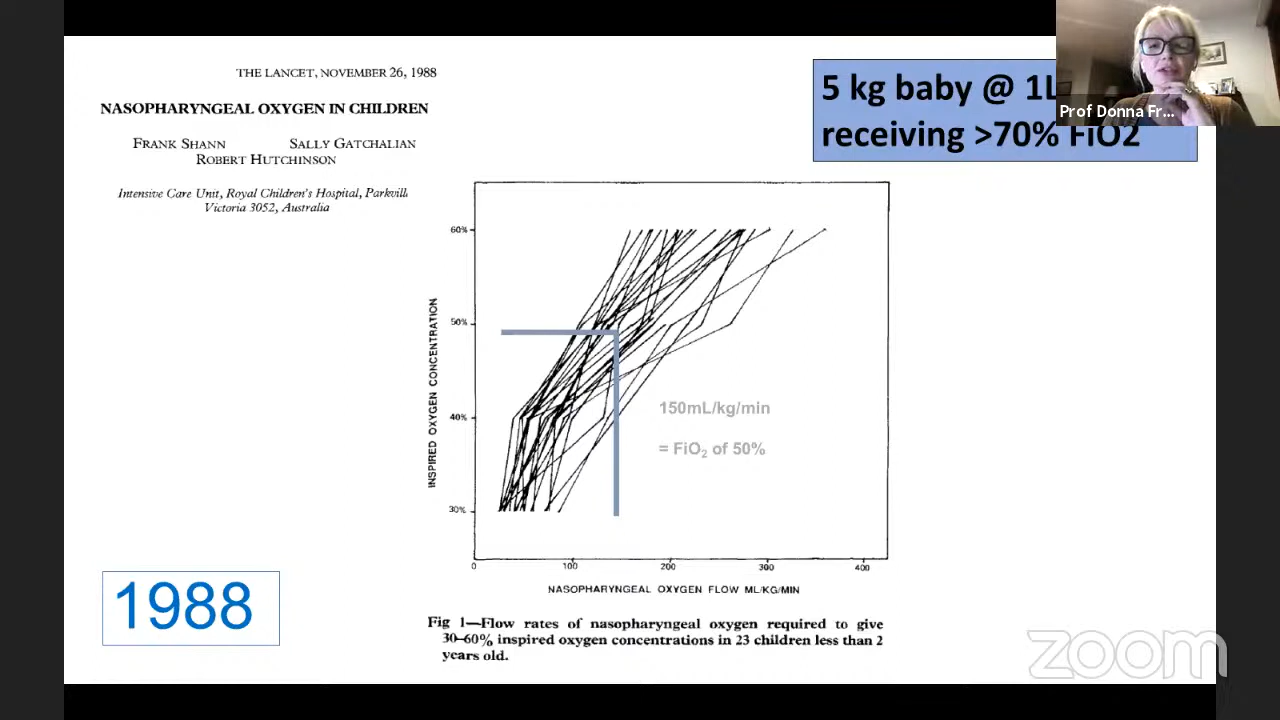 THE LANCET, NOVEMBER 26, 1988
NASOPHARYNGEAL OXYGEN IN CHILDREN
FRANK SHANN SALLY GATCHALIAN
ROBERT HUTCHINSON
Intensive Care Unit, Royal Children's Hospital, Parkvill
Victoria 3052, Australia
5 kg baby @ 1L
receiving >70% FiO2
Prof Donna Fr...
60%
50%
40%
30%
INSPIRED OXYGEN CONCENTRATION
150mL/kg/min
= FiO₂ of 50%
0 100 200 300 400
NASOPHARYNGEAL OXYGEN FLOW ML/KG/MIN
Fig 1—Flow rates of nasopharyngeal oxygen required to give
30–60% inspired oxygen concentrations in 23 children less than 2
years old.
1988
zoom